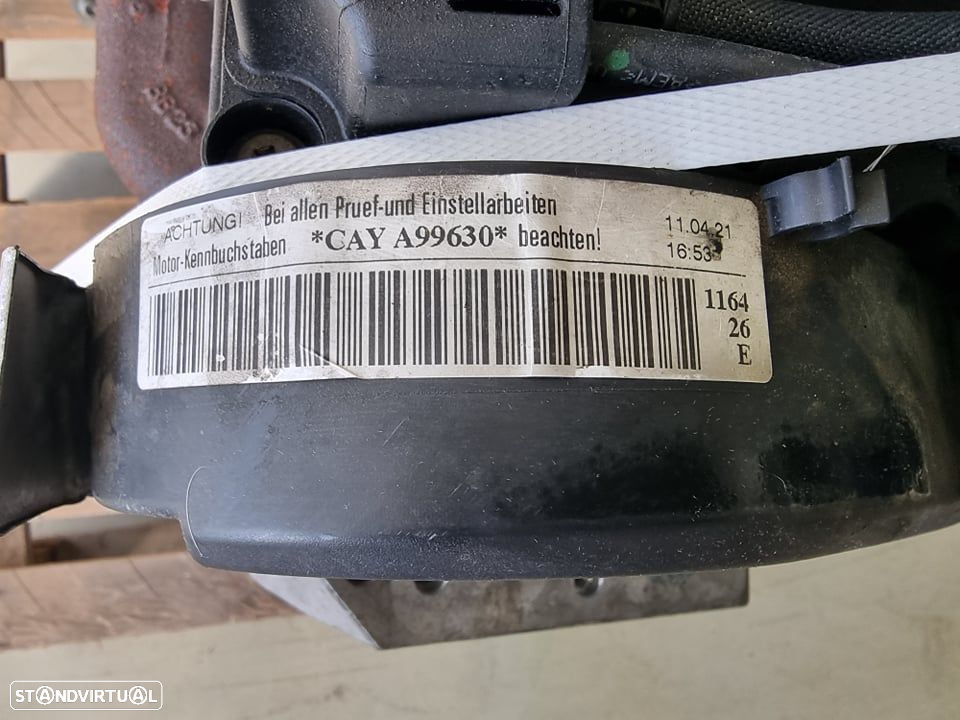 ACHTUNG! Bei allen Pruef-und Einstellarbeiten
Motor-Kennbuchstaben *CAY A99630* beachten!
11.04.21
16:53
1164
26
E
STANDVIRTUAL